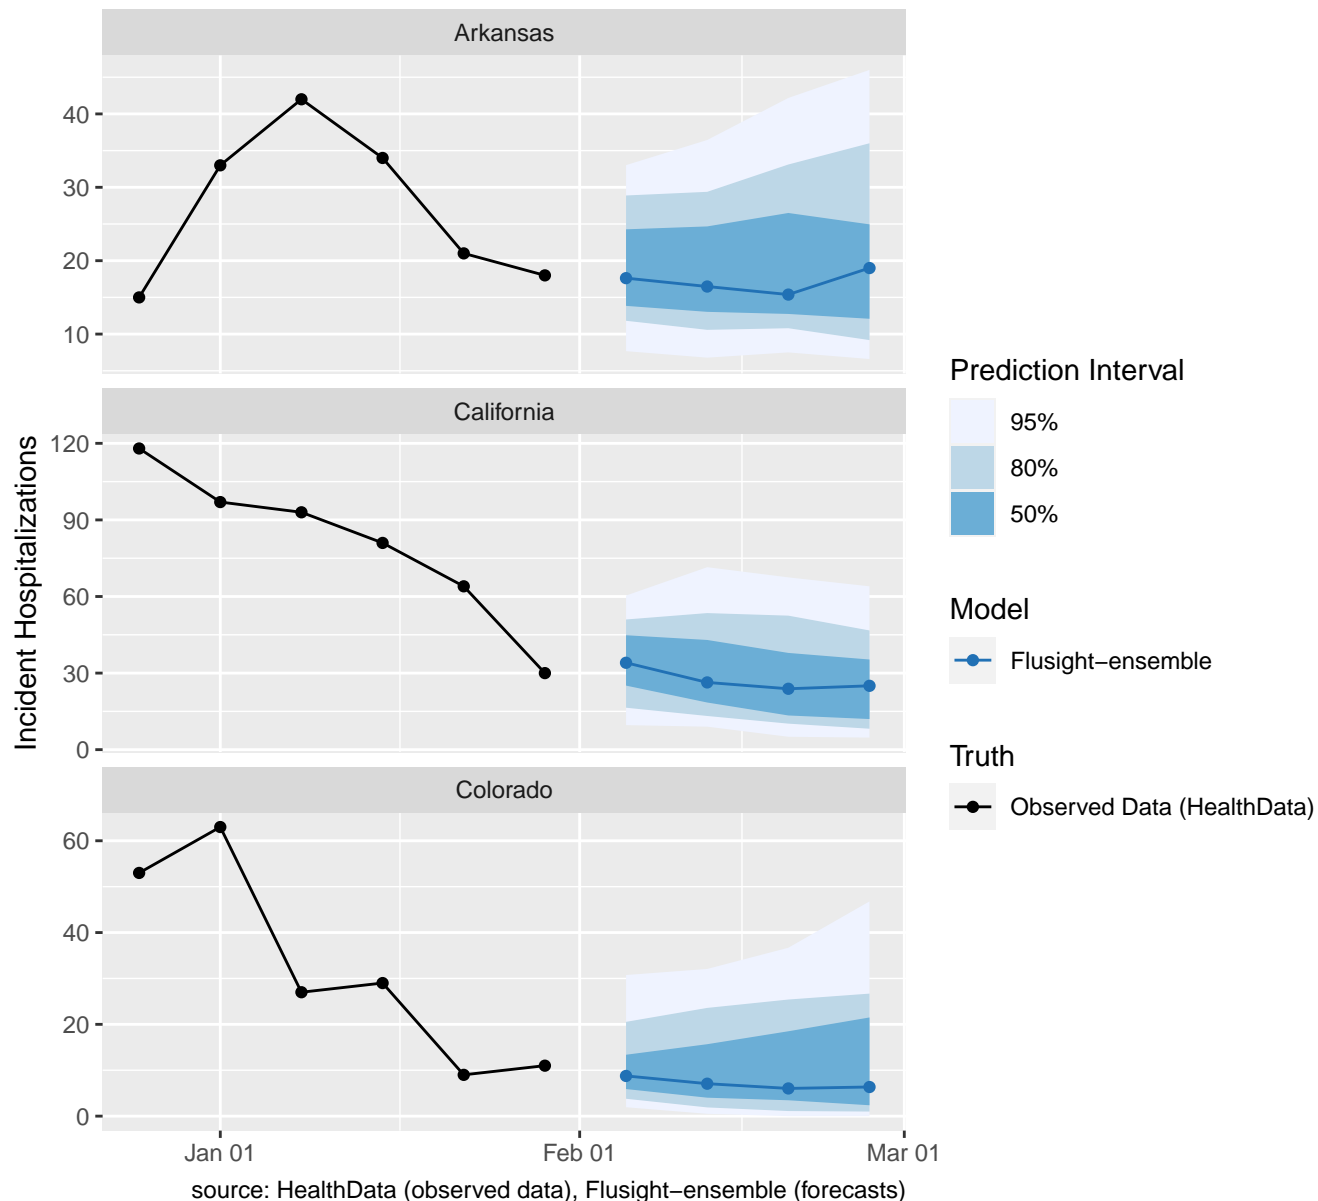 Arkansas
40
30
20
10
California
120
90
60
30
0
Colorado
60
40
20
0
Jan 01
Feb 01
Mar 01
source: HealthData (observed data), Flusight−ensemble (forecasts)
Incident Hospitalizations
Prediction Interval
95%
80%
50%
Model
Flusight−ensemble
Truth
Observed Data (HealthData)